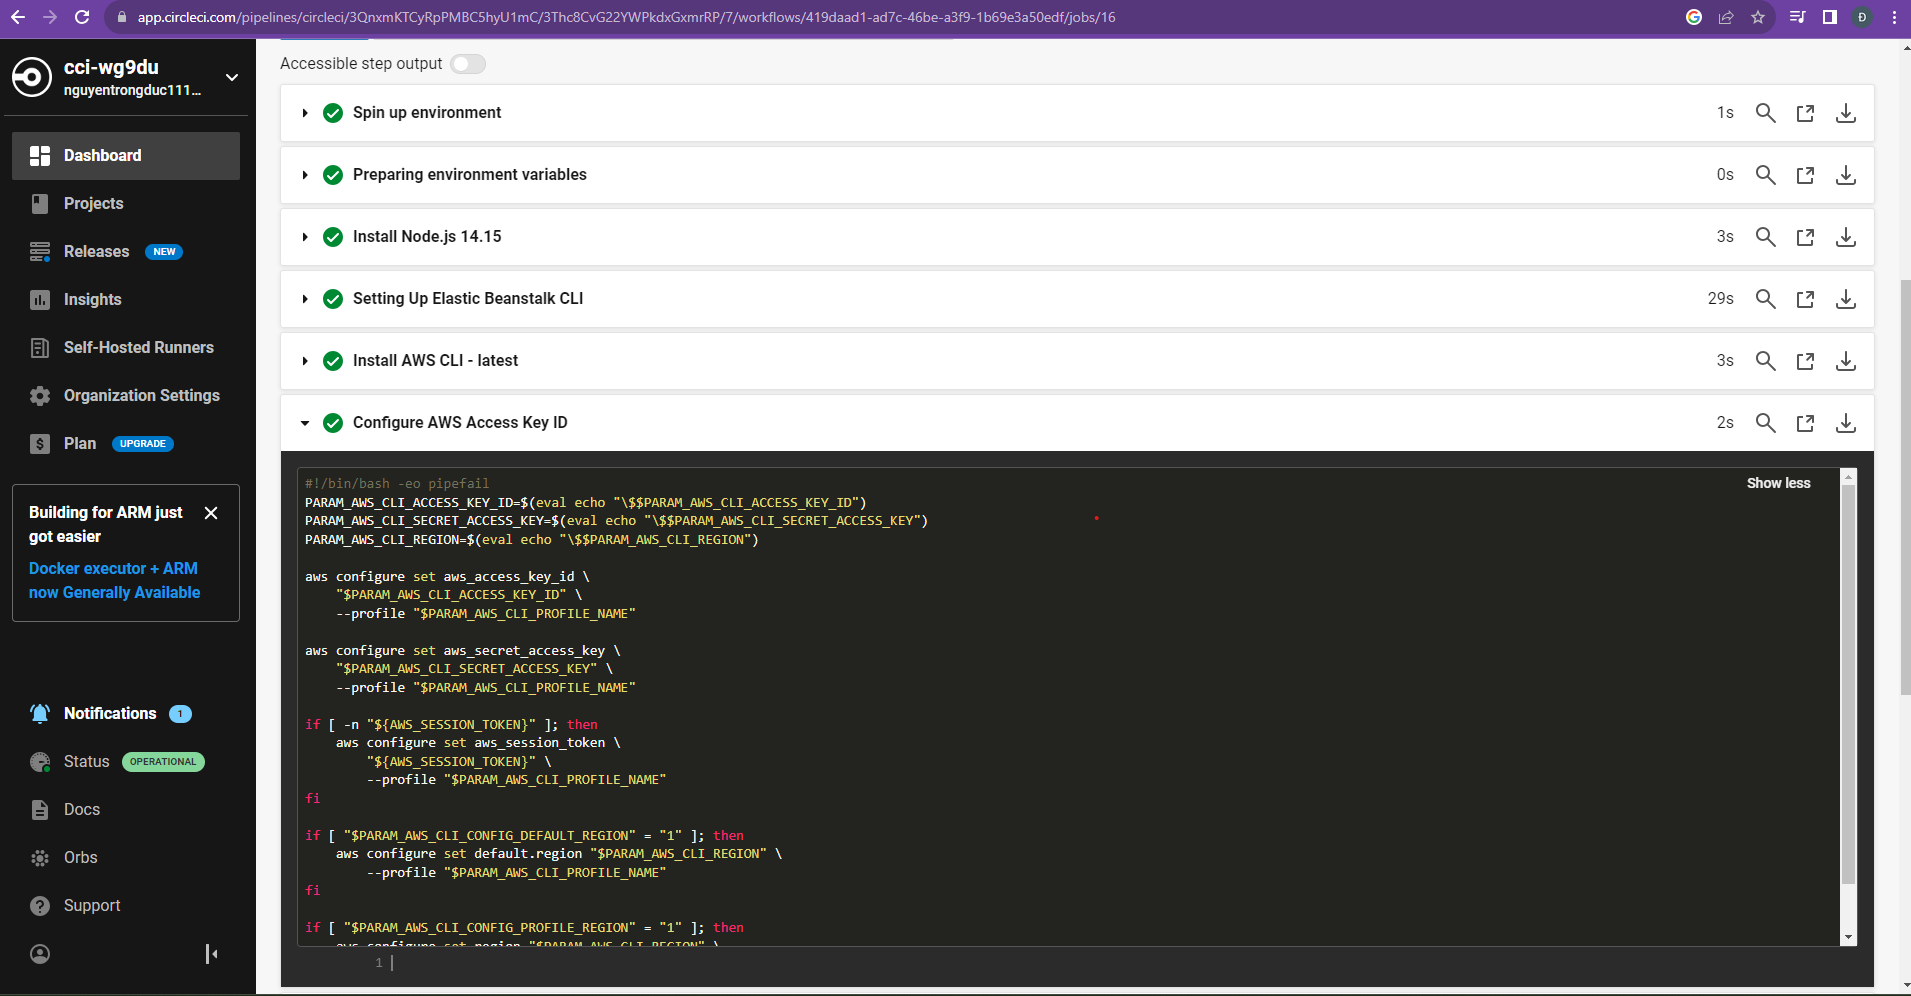 app.circleci.com/pipelines/circleci/3QnxmKTCyRpPMBC5hyU1mC/3Thc8CvG22YWPkdxGxmrRP/7/workflows/419daad1-ad7c-46be-a3f9-1b69e3a50edf/jobs/16
Đ
cci-wg9du
nguyentrongduc111...
Dashboard
Projects
Releases NEW
Insights
Self-Hosted Runners
Organization Settings
Plan UPGRADE
Building for ARM just
got easier
Docker executor + ARM
now Generally Available
Notifications 1
Status OPERATIONAL
Docs
Orbs
Support
Accessible step output
Spin up environment 1s
Preparing environment variables 0s
Install Node.js 14.15 3s
Setting Up Elastic Beanstalk CLI 29s
Install AWS CLI - latest 3s
Configure AWS Access Key ID 2s
Show less
#!/bin/bash -eo pipefail
PARAM_AWS_CLI_ACCESS_KEY_ID=$(eval echo "\$$PARAM_AWS_CLI_ACCESS_KEY_ID")
PARAM_AWS_CLI_SECRET_ACCESS_KEY=$(eval echo "\$$PARAM_AWS_CLI_SECRET_ACCESS_KEY")
PARAM_AWS_CLI_REGION=$(eval echo "\$$PARAM_AWS_CLI_REGION")
aws configure set aws_access_key_id \
"$PARAM_AWS_CLI_ACCESS_KEY_ID" \
--profile "$PARAM_AWS_CLI_PROFILE_NAME"
aws configure set aws_secret_access_key \
"$PARAM_AWS_CLI_SECRET_ACCESS_KEY" \
--profile "$PARAM_AWS_CLI_PROFILE_NAME"
if [ -n "${AWS_SESSION_TOKEN}" ]; then
aws configure set aws_session_token \
"${AWS_SESSION_TOKEN}" \
--profile "$PARAM_AWS_CLI_PROFILE_NAME"
fi
if [ "$PARAM_AWS_CLI_CONFIG_DEFAULT_REGION" = "1" ]; then
aws configure set default.region "$PARAM_AWS_CLI_REGION" \
--profile "$PARAM_AWS_CLI_PROFILE_NAME"
fi
if [ "$PARAM_AWS_CLI_CONFIG_PROFILE_REGION" = "1" ]; then
aws configure set region "$PARAM_AWS_CLI_REGION" \
1